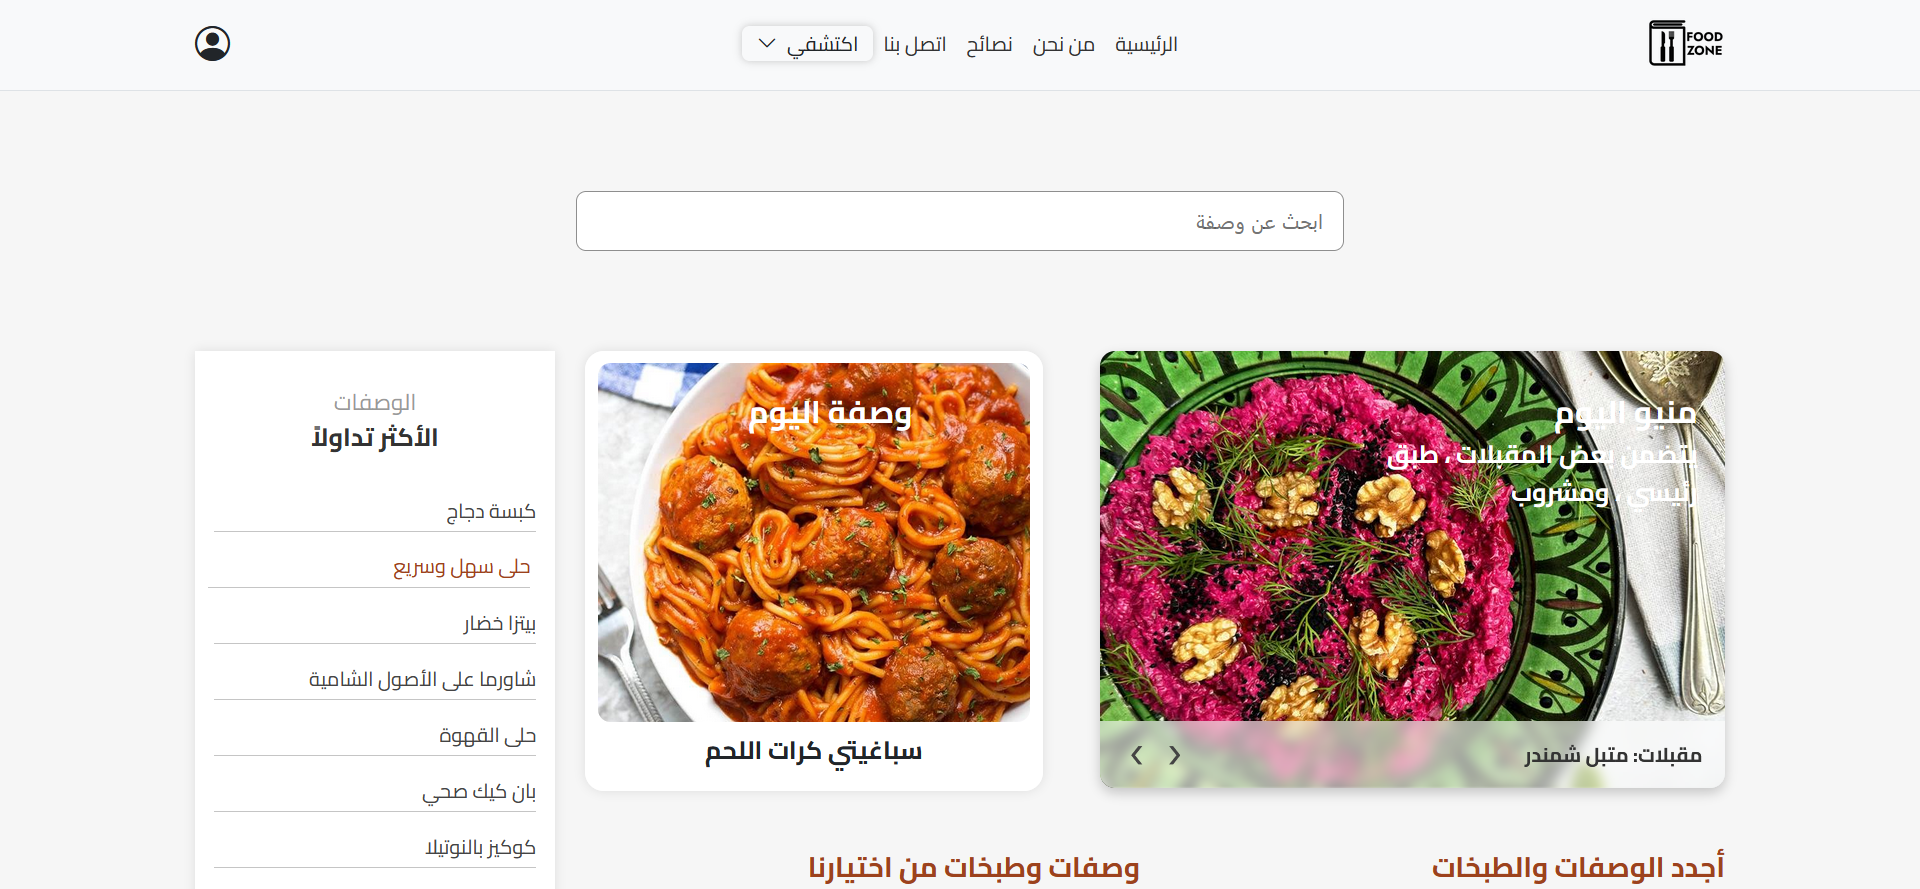 FOOD
ZONE
الرئيسية
من نحن
نصائح
اتصل بنا
اكتشفي
ابحث عن وصفة
منيو اليوم
يتضمن بعض المقبلات ، طبق
رئيسي ، ومشروب
مقبلات: متبل شمندر
وصفة اليوم
سباغيتي كرات اللحم
الوصفات
الأكثر تداولاً
كبسة دجاج
حلى سهل وسريع
بيتزا خضار
شاورما على الأصول الشامية
حلى القهوة
بان كيك صحي
كوكيز بالنوتيلا
أجدد الوصفات والطبخات
وصفات وطبخات من اختيارنا